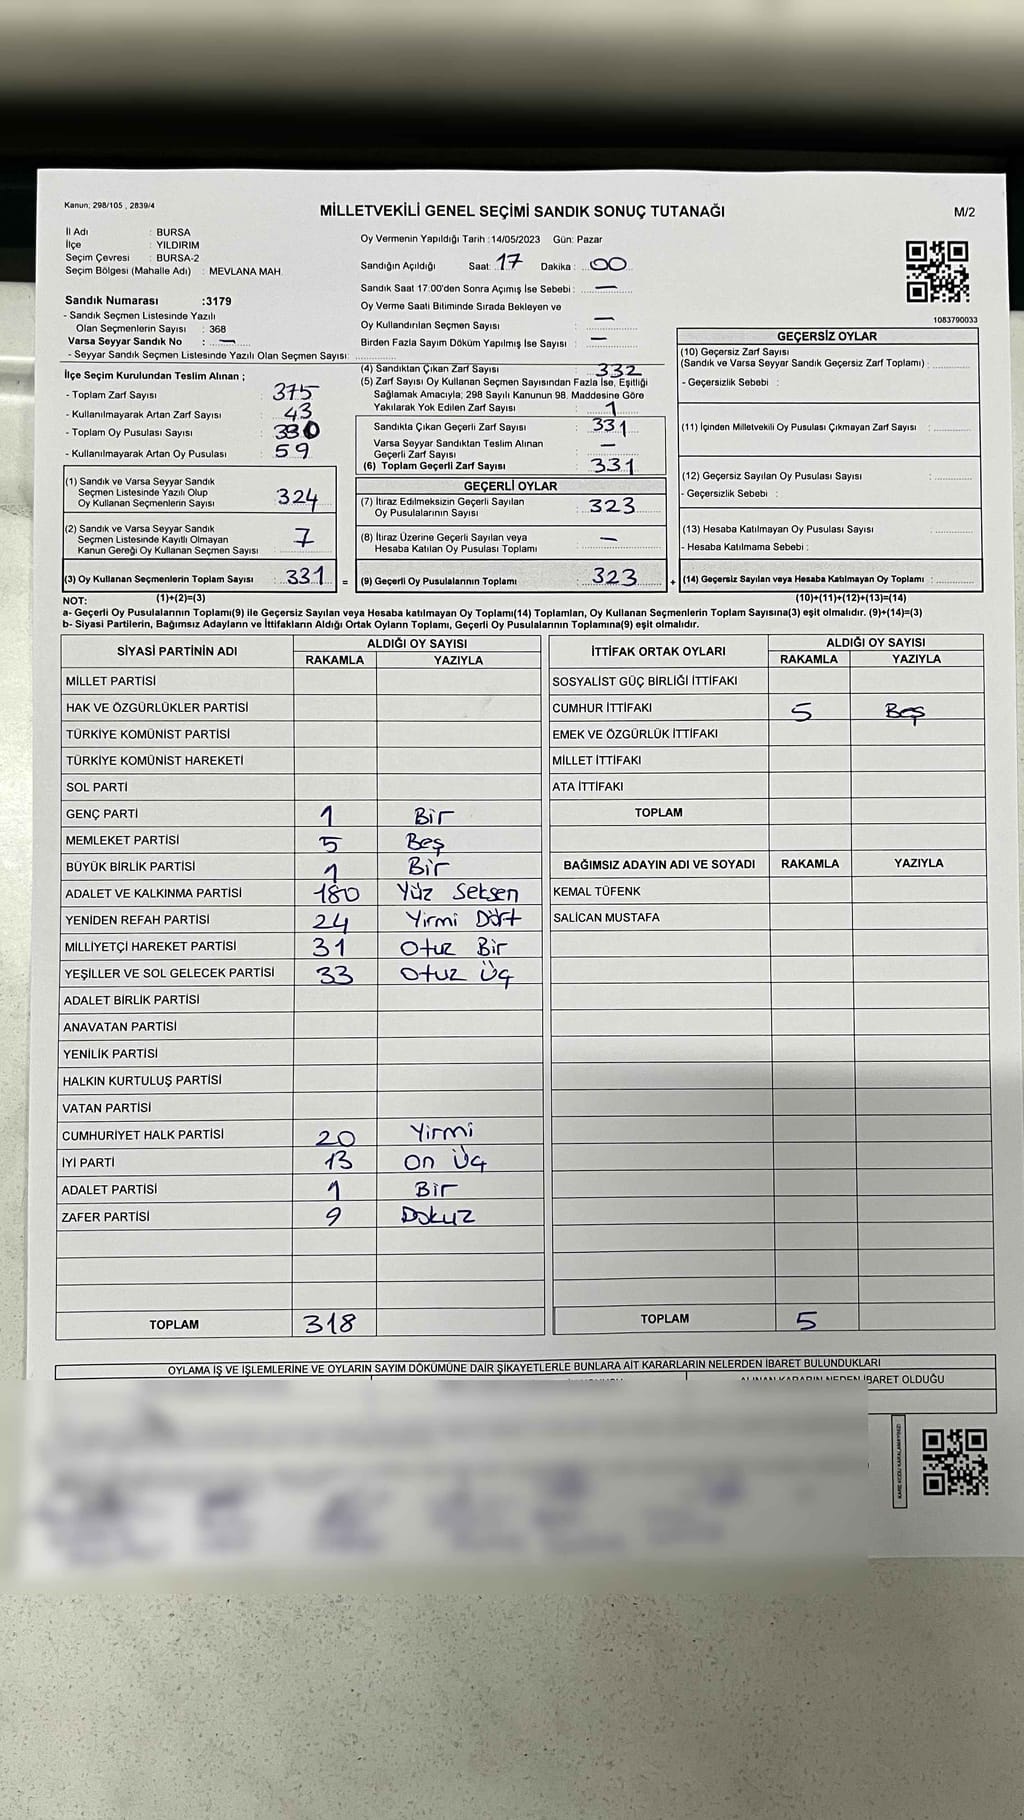 Kanun; 298/105 , 2839/4
MİLLETVEKİLİ GENEL SEÇİMİ SANDIK SONUÇ TUTANAĞI
M/2
İl Adı : BURSA
İlçe : YILDIRIM
Seçim Çevresi : BURSA-2
Seçim Bölgesi (Mahalle Adı) : MEVLANA MAH.
Sandık Numarası :3179
- Sandık Seçmen Listesinde Yazılı
Olan Seçmenlerin Sayısı : 368
Varsa Seyyar Sandık No : —
- Seyyar Sandık Seçmen Listesinde Yazılı Olan Seçmen Sayısı:
Oy Vermenin Yapıldığı Tarih :14/05/2023 Gün: Pazar
Sandığın Açıldığı Saat: 17 Dakika : 00
Sandık Saat 17:00'den Sonra Açımış İse Sebebi : —
Oy Verme Saati Bitiminde Sırada Bekleyen ve
Oy Kullandırılan Seçmen Sayısı : —
Birden Fazla Sayım Döküm Yapılmış İse Sayısı : —
1083790033
İlçe Seçim Kurulundan Teslim Alınan ;
- Toplam Zarf Sayısı : 375
- Kullanılmayarak Artan Zarf Sayısı : 43
- Toplam Oy Pusulası Sayısı : 330
- Kullanılmayarak Artan Oy Pusulası : 59
(1) Sandık ve Varsa Seyyar Sandık
Seçmen Listesinde Yazılı Olup
Oy Kullanan Seçmenlerin Sayısı : 324
(2) Sandık ve Varsa Seyyar Sandık
Seçmen Listesinde Kayıtlı Olmayan
Kanun Gereği Oy Kullanan Seçmen Sayısı : 7
(3) Oy Kullanan Seçmenlerin Toplam Sayısı : 331 =
(1)+(2)=(3)
(4) Sandıktan Çıkan Zarf Sayısı : 332
(5) Zarf Sayısı Oy Kullanan Seçmen Sayısından Fazla İse, Eşitliği
Sağlamak Amacıyla; 298 Sayılı Kanunun 98. Maddesine Göre
Yakılarak Yok Edilen Zarf Sayısı : 1
Sandıkta Çıkan Geçerli Zarf Sayısı : 331
Varsa Seyyar Sandıktan Teslim Alınan
Geçerli Zarf Sayısı : —
(6) Toplam Geçerli Zarf Sayısı : 331
GEÇERLİ OYLAR
(7) İtiraz Edilmeksizin Geçerli Sayılan
Oy Pusulalarının Sayısı : 323
(8) İtiraz Üzerine Geçerli Sayılan veya
Hesaba Katılan Oy Pusulası Toplamı : —
(9) Geçerli Oy Pusulalarının Toplamı : 323 +
GEÇERSİZ OYLAR
(10) Geçersiz Zarf Sayısı
(Sandık ve Varsa Seyyar Sandık Geçersiz Zarf Toplamı) :
- Geçersizlik Sebebi :
(11) İçinden Milletvekili Oy Pusulası Çıkmayan Zarf Sayısı :
(12) Geçersiz Sayılan Oy Pusulası Sayısı :
- Geçersizlik Sebebi :
(13) Hesaba Katılmayan Oy Pusulası Sayısı :
- Hesaba Katılmama Sebebi :
(14) Geçersiz Sayılan veya Hesaba Katılmayan Oy Toplamı :
(10)+(11)+(12)+(13)=(14)
NOT:
a- Geçerli Oy Pusulalarının Toplamı(9) ile Geçersiz Sayılan veya Hesaba katılmayan Oy Toplamı(14) Toplamları, Oy Kullanan Seçmenlerin Toplam Sayısına(3) eşit olmalıdır. (9)+(14)=(3)
b- Siyasi Partilerin, Bağımsız Adayların ve İttifakların Aldığı Ortak Oyların Toplamı, Geçerli Oy Pusulalarının Toplamına(9) eşit olmalıdır.
SİYASİ PARTİNİN ADI ALDIĞI OY SAYISI
RAKAMLA YAZIYLA
MİLLET PARTİSİ
HAK VE ÖZGÜRLÜKLER PARTİSİ
TÜRKİYE KOMÜNİST PARTİSİ
TÜRKİYE KOMÜNİST HAREKETİ
SOL PARTİ
GENÇ PARTİ 1 Bir
MEMLEKET PARTİSİ 5 Beş
BÜYÜK BİRLİK PARTİSİ 1 Bir
ADALET VE KALKINMA PARTİSİ 180 Yüz Seksen
YENİDEN REFAH PARTİSİ 24 Yirmi Dört
MİLLİYETÇİ HAREKET PARTİSİ 31 Otuz Bir
YEŞİLLER VE SOL GELECEK PARTİSİ 33 Otuz Üç
ADALET BİRLİK PARTİSİ
ANAVATAN PARTİSİ
YENİLİK PARTİSİ
HALKIN KURTULUŞ PARTİSİ
VATAN PARTİSİ
CUMHURİYET HALK PARTİSİ 20 Yirmi
İYİ PARTİ 13 On Üç
ADALET PARTİSİ 1 Bir
ZAFER PARTİSİ 9 Dokuz
TOPLAM 318
İTTİFAK ORTAK OYLARI ALDIĞI OY SAYISI
RAKAMLA YAZIYLA
SOSYALİST GÜÇ BİRLİĞİ İTTİFAKI
CUMHUR İTTİFAKI 5 Beş
EMEK VE ÖZGÜRLÜK İTTİFAKI
MİLLET İTTİFAKI
ATA İTTİFAKI
TOPLAM
BAĞIMSIZ ADAYIN ADI VE SOYADI RAKAMLA YAZIYLA
KEMAL TÜFENK
SALİCAN MUSTAFA
TOPLAM 5
OYLAMA İŞ VE İŞLEMLERİNE VE OYLARIN SAYIM DÖKÜMÜNE DAİR ŞİKAYETLERLE BUNLARA AİT KARARLARIN NELERDEN İBARET BULUNDUKLARI
ALINAN KARARIN NEDEN İBARET OLDUĞU